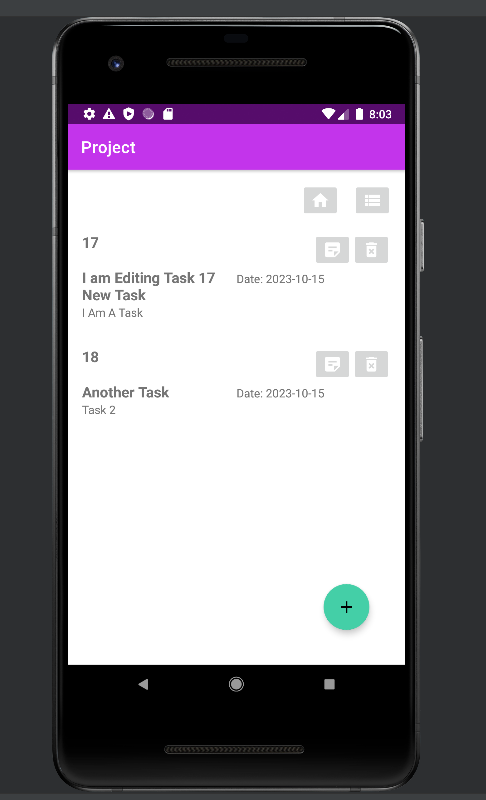 8:03
Project
17
I am Editing Task 17
New Task
Date: 2023-10-15
I Am A Task
18
Another Task
Date: 2023-10-15
Task 2
+